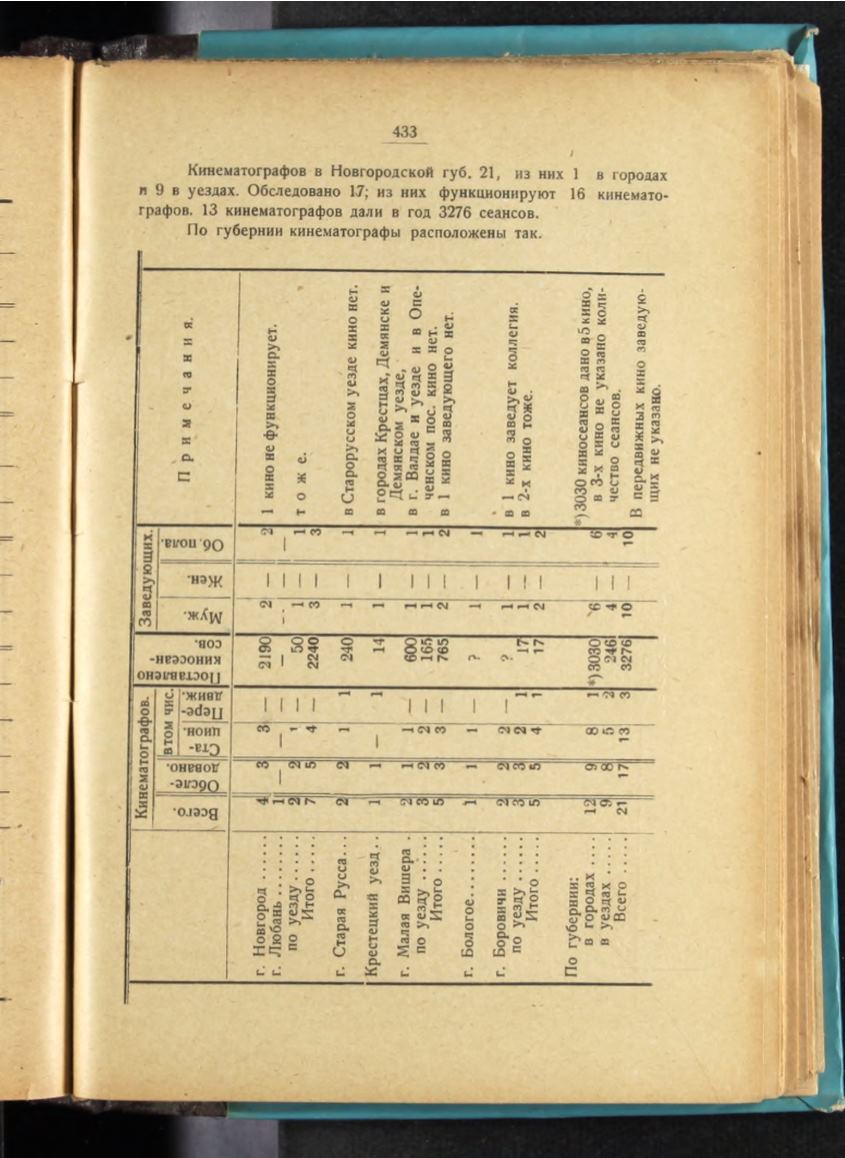 433
Кинематографов в Новгородской губ. 21, из них 1 в городах
и 9 в уездах. Обследовано 17; из них функционируют 16 кинемато-
графов. 13 кинематографов дали в год 3276 сеансов.
По губернии кинематографы расположены так.
Кинематографов. Поставлено киносеан-сов. Заведующих. Примечания.
Всего. Обсле-довано. в том чис. Ста-цион. Пере-движ. Муж. Жен. Об. пола.
г. Новгород ...... 4 3 3 — 2190 2 — 2 1 кино не функционирует.
г. Любань ........ 1 — — — — — — —
по уезду ...... 2 2 1 — 50 1 — 1 т о ж е.
Итого ..... 7 5 4 — 2240 3 — 3
г. Старая Русса... 2 2 1 1 240 1 — 1 в Старорусском уезде кино нет.
Крестецкий уезд... 1 1 — 1 14 1 — 1 в городах Крестцах, Демянске и
Демянском уезде,
г. Малая Вишера . 2 1 1 — 600 1 — 1 в г. Валдае и уезде и в Опе-
по уезду ...... 3 2 2 — 165 1 — 1 ченском пос. кино нет.
Итого ..... 5 3 3 — 765 2 — 2 в 1 кино заведующего нет.
г. Бологое......... 1 1 1 — ? 1 — 1
г. Боровичи ...... 2 2 2 — ? 1 — 1 в 1 кино заведует коллегия.
по уезду ...... 3 3 2 1 17 1 — 1 в 2-х кино тоже.
Итого ..... 5 5 4 1 17 2 — 2
По губернии:
в городах .... 12 9 8 1 *) 3030 6 — 6 *) 3030 киносеансов дано в 5 кино,
в 3-х кино не указано коли-
в уездах ..... 9 8 5 2 246 4 — 4 чество сеансов.
Всего ..... 21 17 13 3 3276 10 — 10 В передвижных кино заведую-
щих не указано.